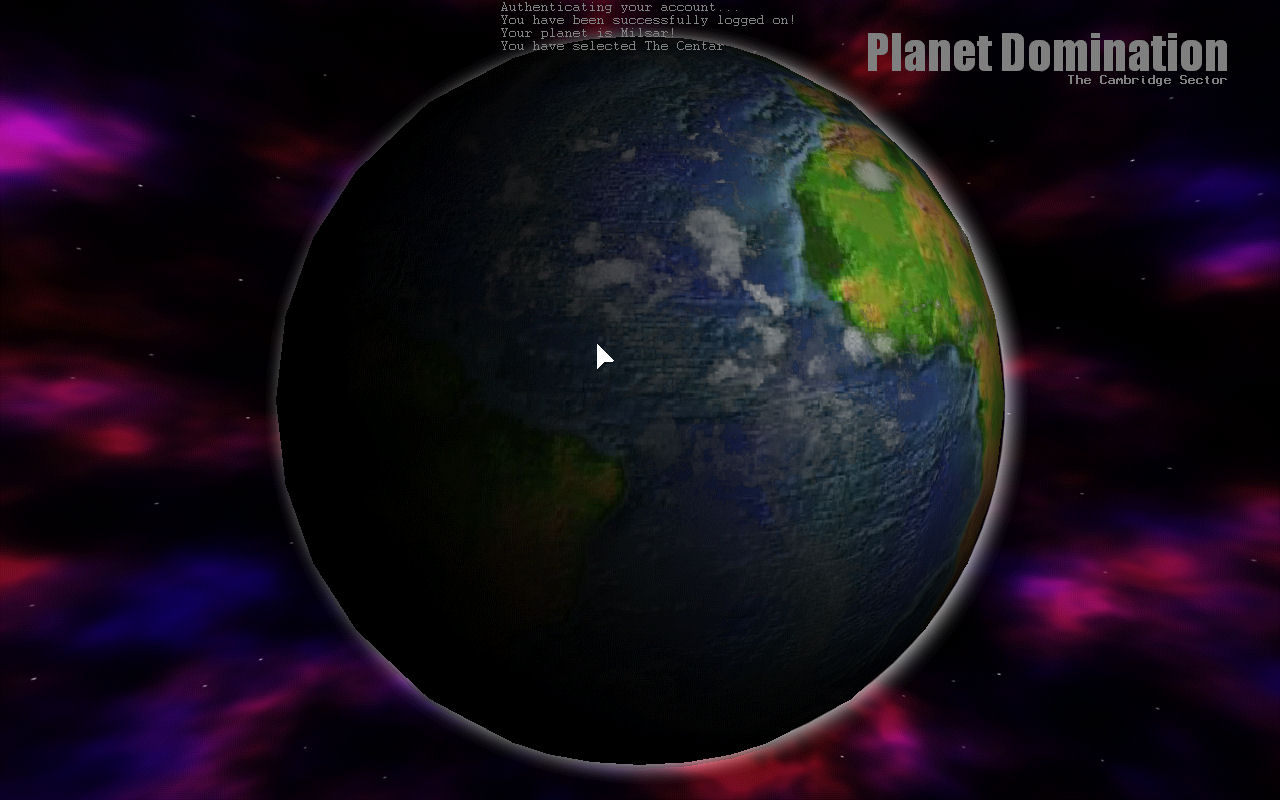 Authenticating your account...
You have been successfully logged on!
Your planet is Milsar!
You have selected The Centar
Planet Domination
The Cambridge Sector